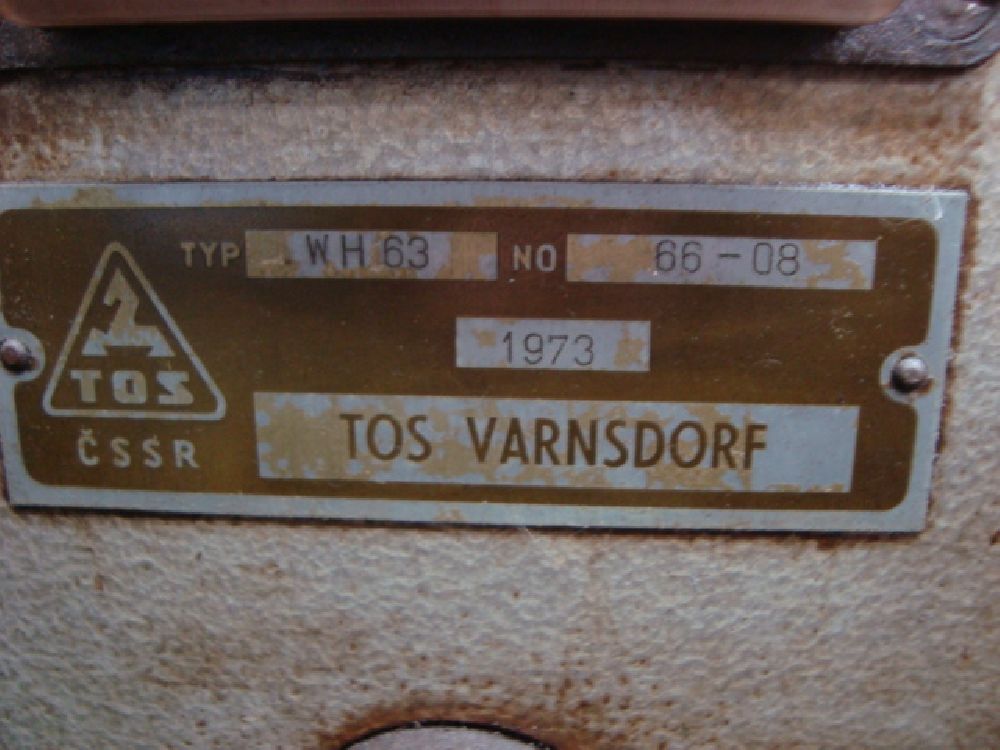 TYP WH 63 NO 66-08
1973
TOS
ČSSR
TOS VARNSDORF